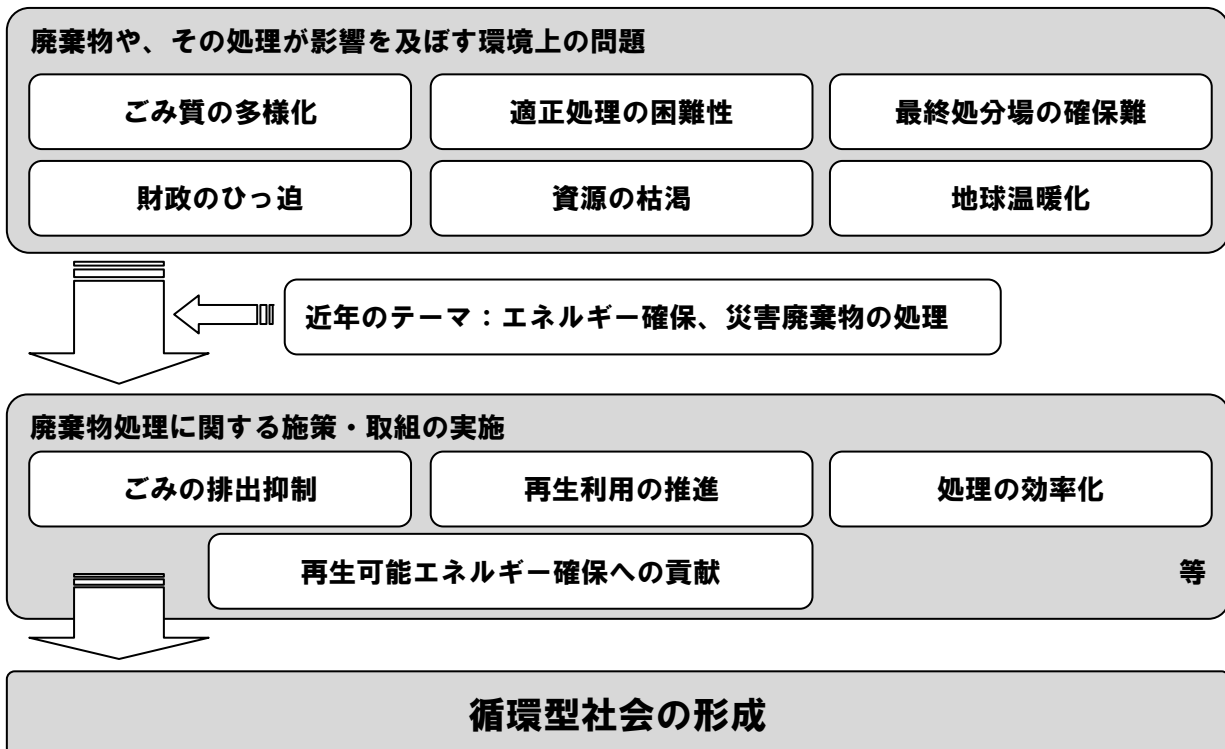 廃棄物や、その処理が影響を及ぼす環境上の問題
ごみ質の多様化
適正処理の困難性
最終処分場の確保難
財政のひっ迫
資源の枯渇
地球温暖化
近年のテーマ：エネルギー確保、災害廃棄物の処理
廃棄物処理に関する施策・取組の実施
ごみの排出抑制
再生利用の推進
処理の効率化
再生可能エネルギー確保への貢献
等
循環型社会の形成